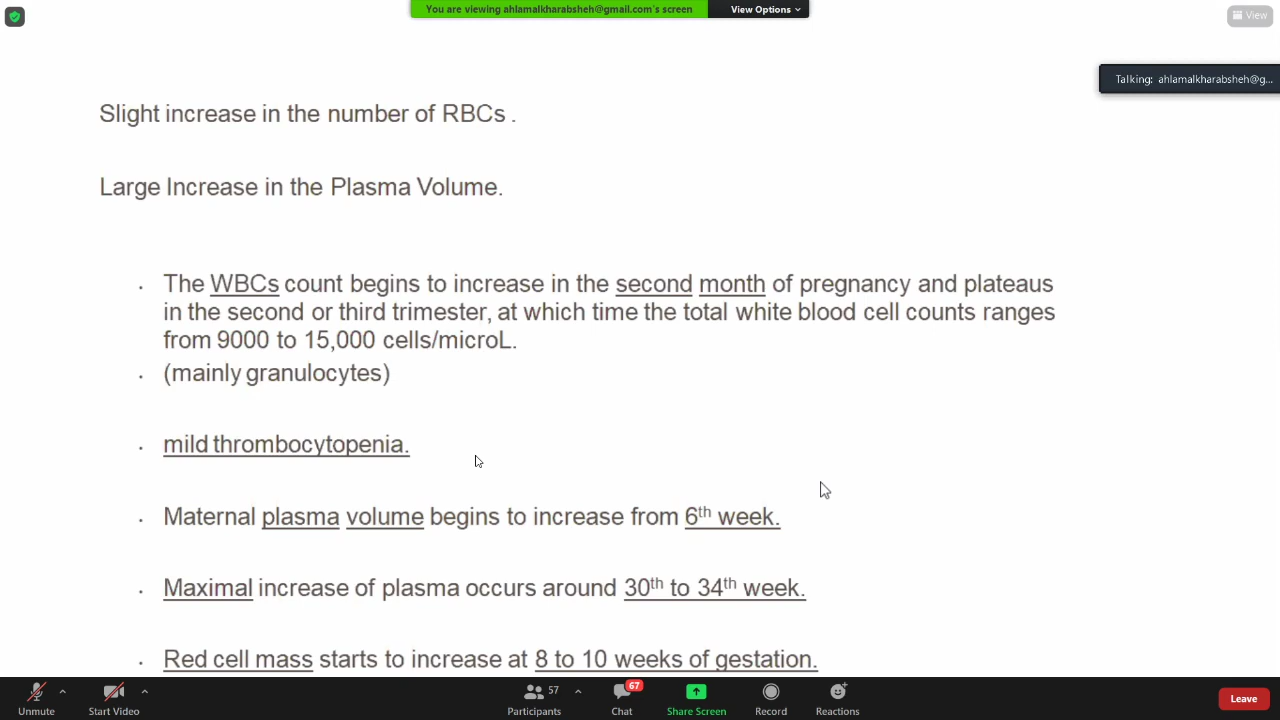 You are viewing ahlamalkharabsheh@gmail.com's screen
View Options
View
Talking: ahlamalkharabsheh@g...
Slight increase in the number of RBCs .
Large Increase in the Plasma Volume.
• The WBCs count begins to increase in the second month of pregnancy and plateaus
in the second or third trimester, at which time the total white blood cell counts ranges
from 9000 to 15,000 cells/microL.
• (mainly granulocytes)
• mild thrombocytopenia.
• Maternal plasma volume begins to increase from 6th week.
• Maximal increase of plasma occurs around 30th to 34th week.
• Red cell mass starts to increase at 8 to 10 weeks of gestation.
Unmute
Start Video
57
Participants
67
Chat
Share Screen
Record
Reactions
Leave